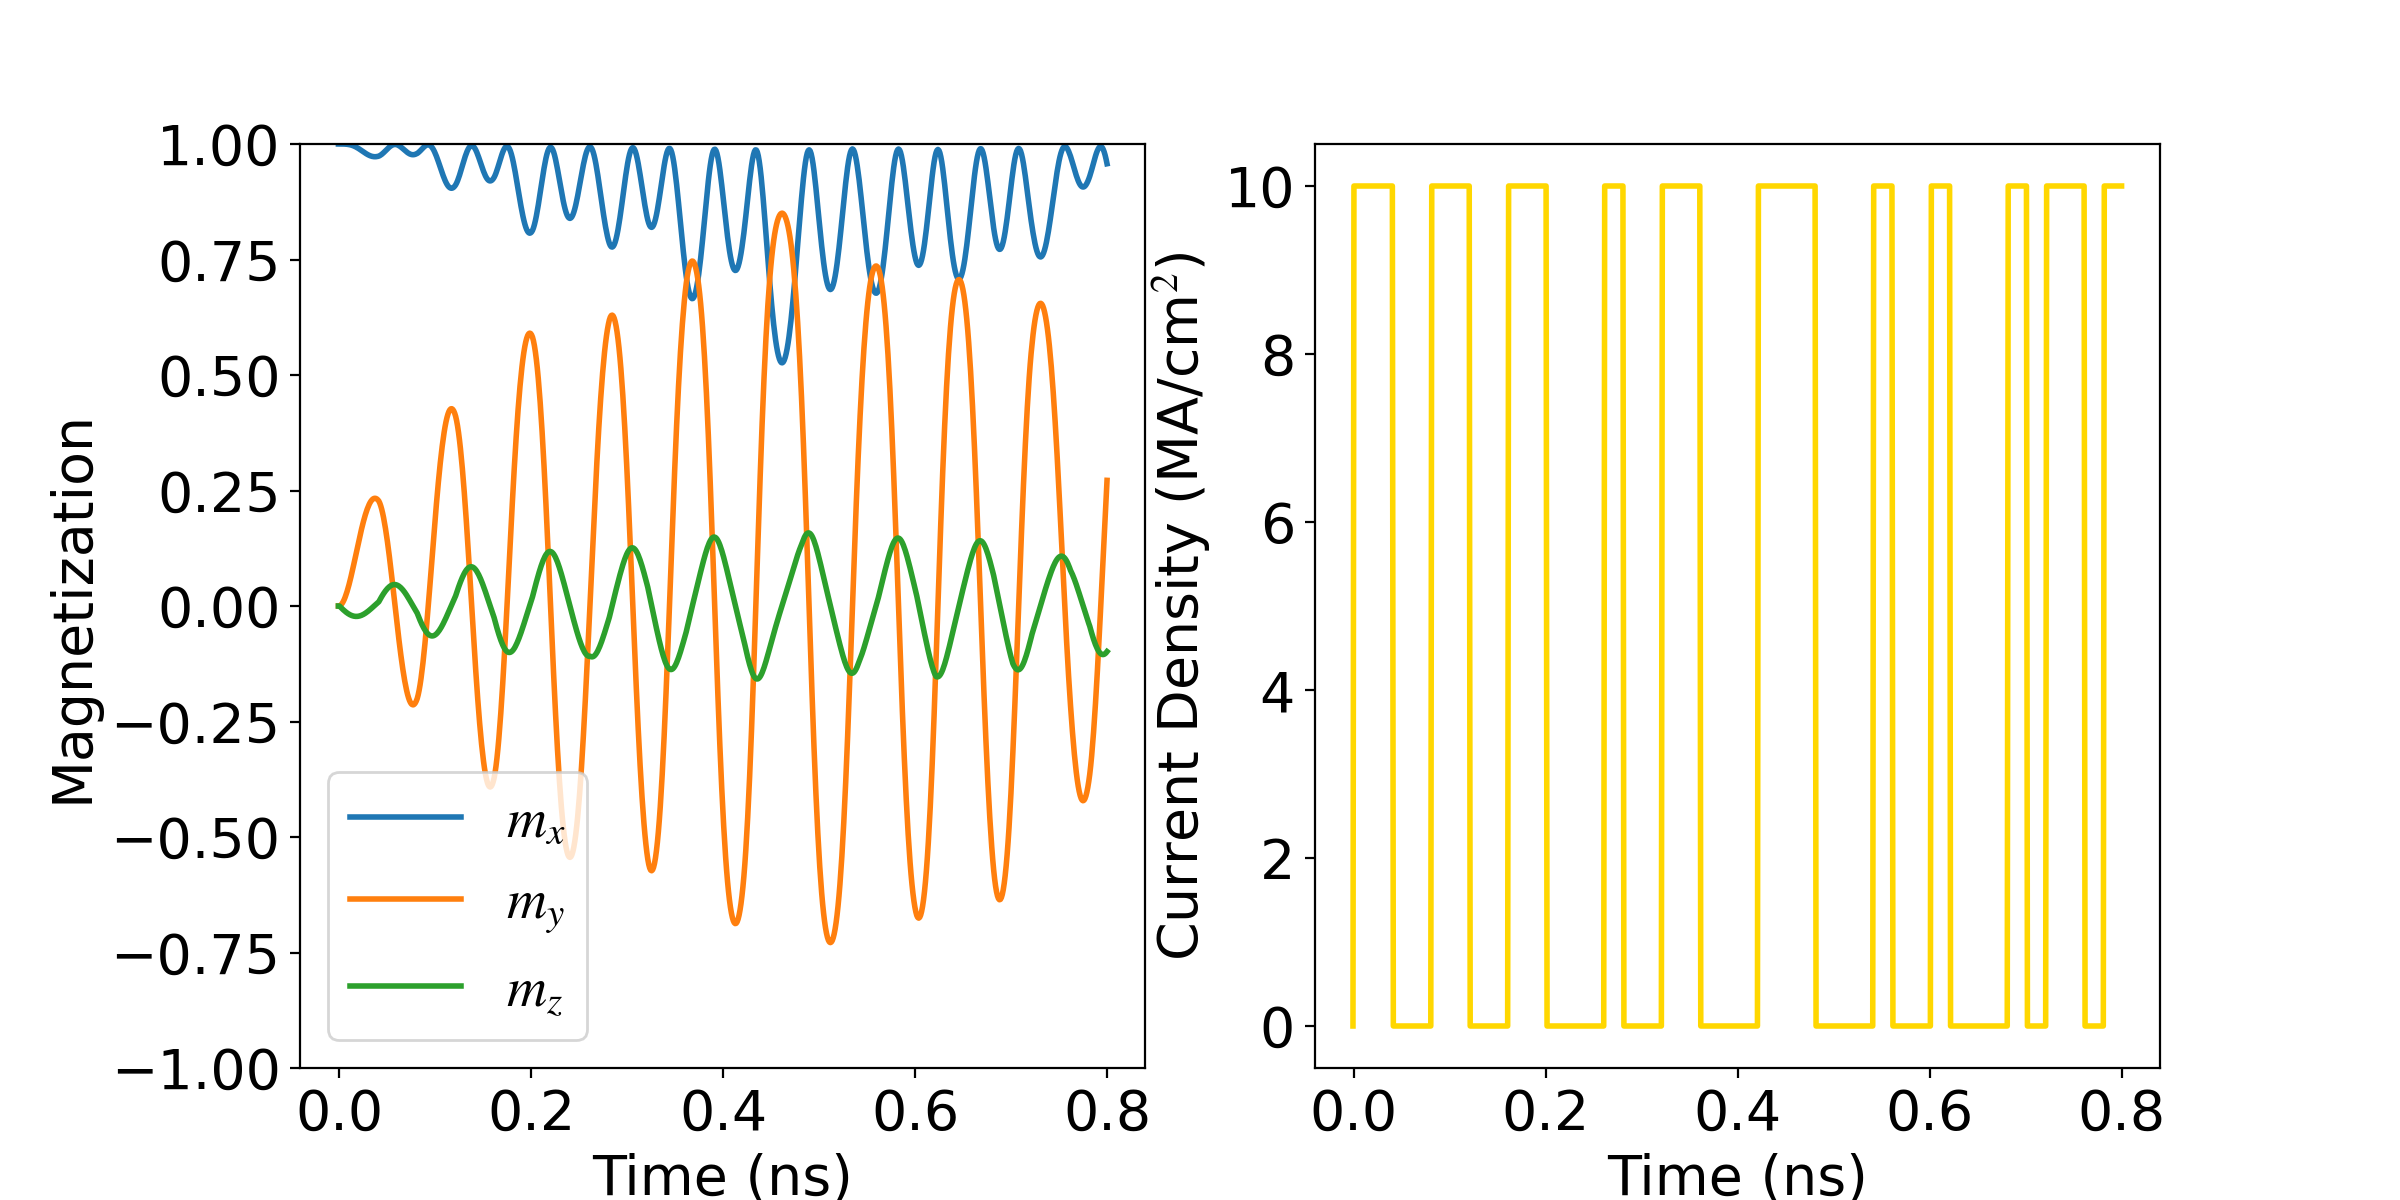 Magnetization
1.00
0.75
0.50
0.25
0.00
−0.25
−0.50
−0.75
−1.00
0.0 0.2 0.4 0.6 0.8
Time (ns)
m_x
m_y
m_z
Current Density (MA/cm²)
10
8
6
4
2
0
0.0 0.2 0.4 0.6 0.8
Time (ns)